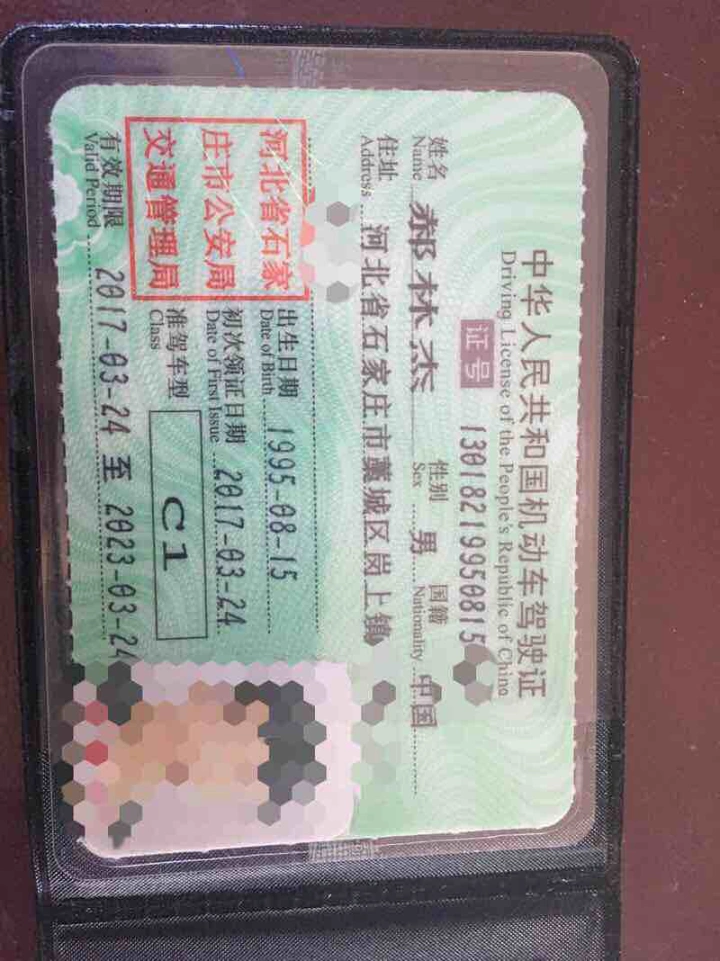 中华人民共和国机动车驾驶证
Driving License of the People's Republic of China
证号 13018219950815
姓名 郝林杰 性别 男 国籍 中国
Name Sex Nationality
住址 河北省石家庄市藁城区岗上镇
Address
出生日期 1995-08-15
Date of Birth
初次领证日期 2017-03-24
Date of First Issue
准驾车型 C1
Class
河北省石家
庄市公安局
交通管理局
有效期限 2017-03-24 至 2023-03-24
Valid Period